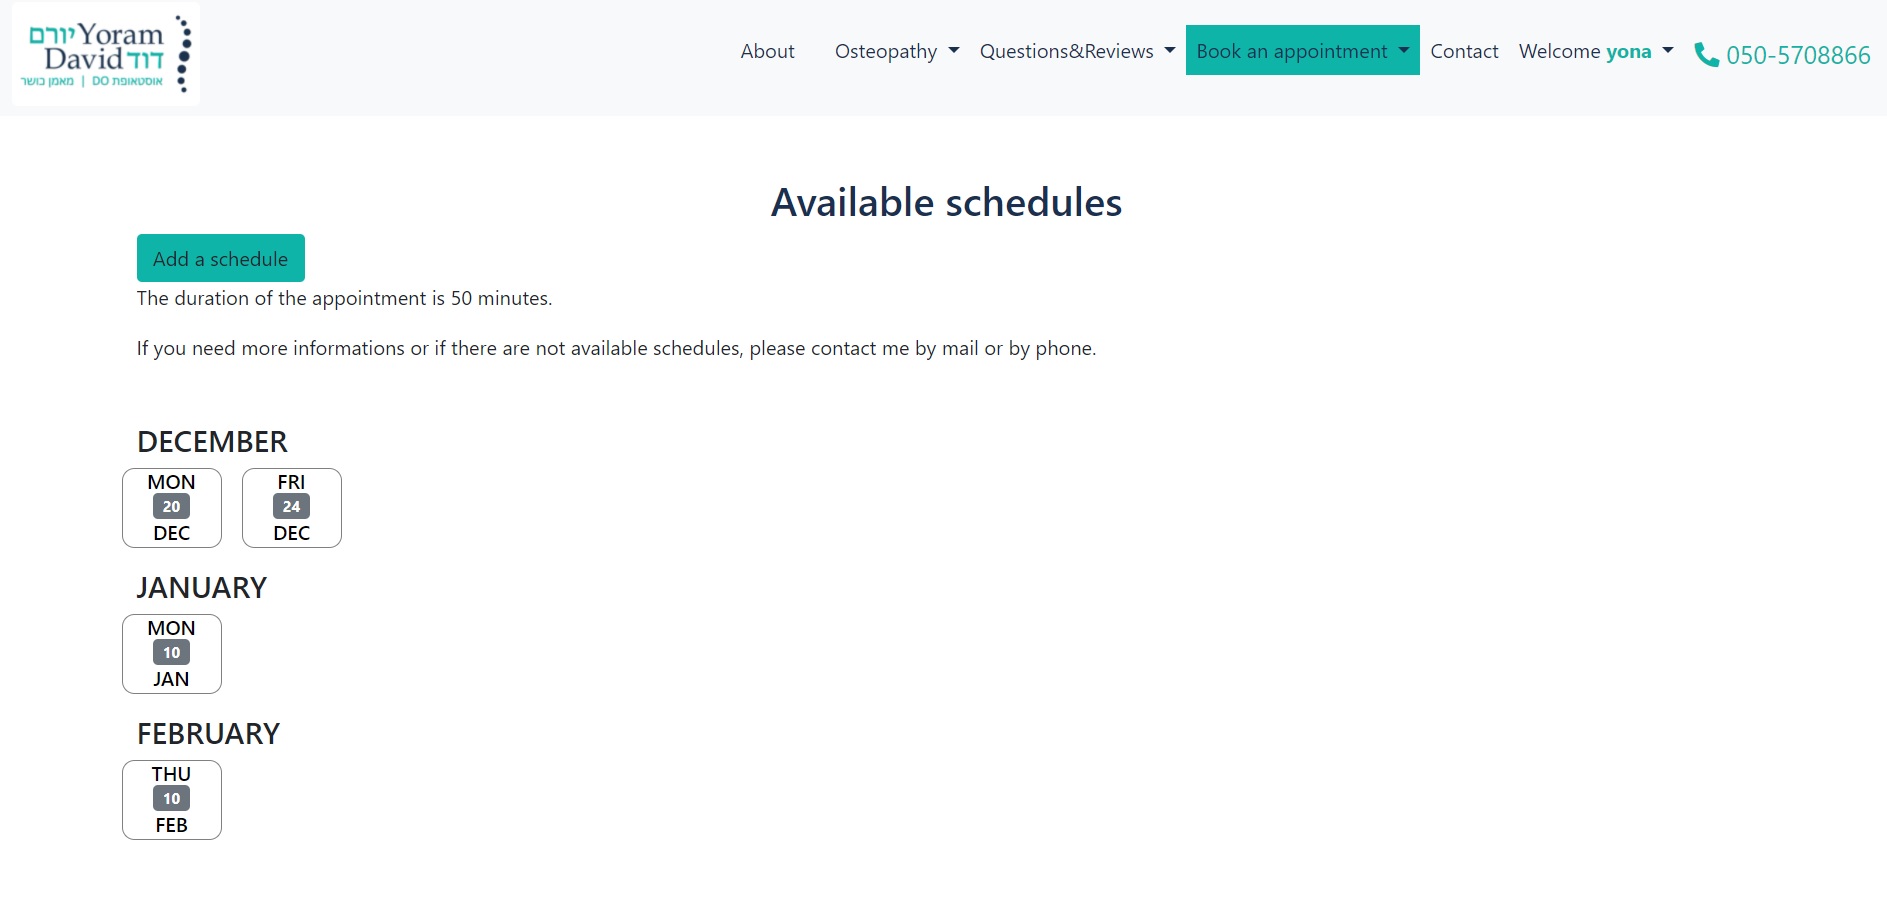 יורם Yoram
David דוד
אוסטאופת DO | מאמן כושר
About
Osteopathy
Questions&Reviews
Book an appointment
Contact
Welcome yona
050-5708866
Available schedules
Add a schedule
The duration of the appointment is 50 minutes.
If you need more informations or if there are not available schedules, please contact me by mail or by phone.
DECEMBER
MON
20
DEC
FRI
24
DEC
JANUARY
MON
10
JAN
FEBRUARY
THU
10
FEB